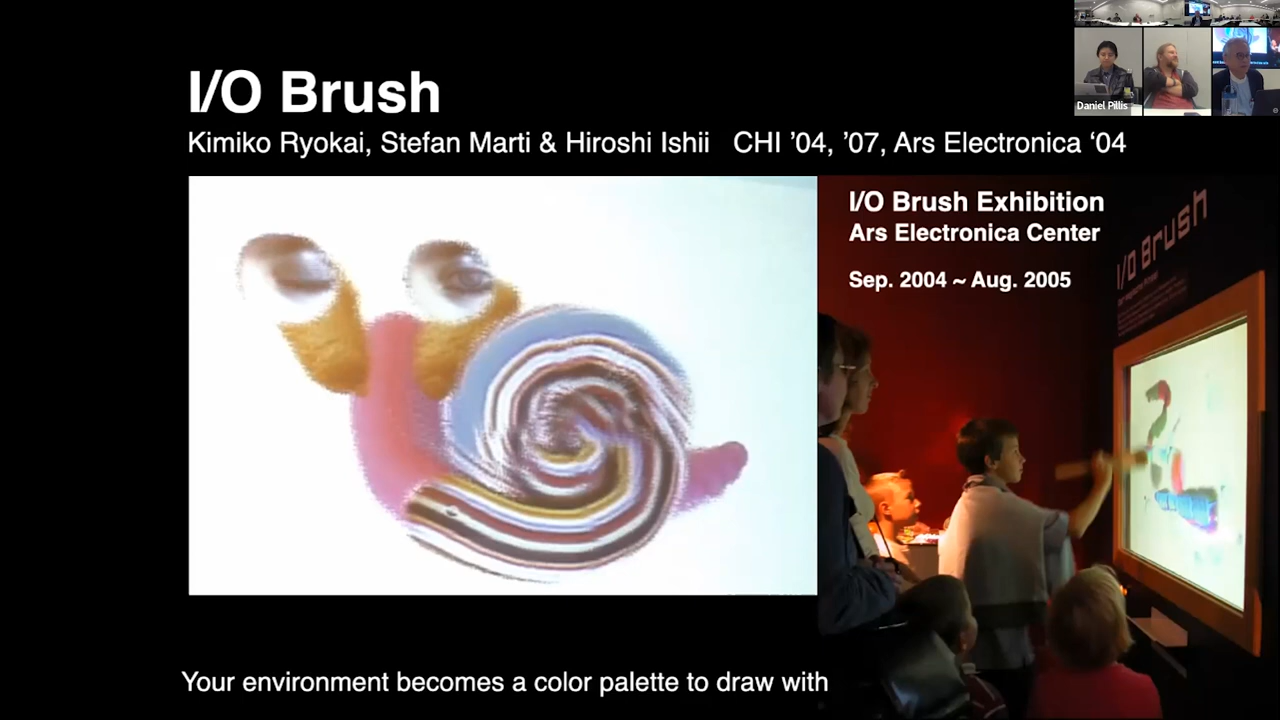 I/O Brush
Kimiko Ryokai, Stefan Marti & Hiroshi Ishii CHI ’04, ’07, Ars Electronica ‘04
I/O Brush Exhibition
Ars Electronica Center
Sep. 2004 ~ Aug. 2005
I/O Brush
Your environment becomes a color palette to draw with
Daniel Pillis